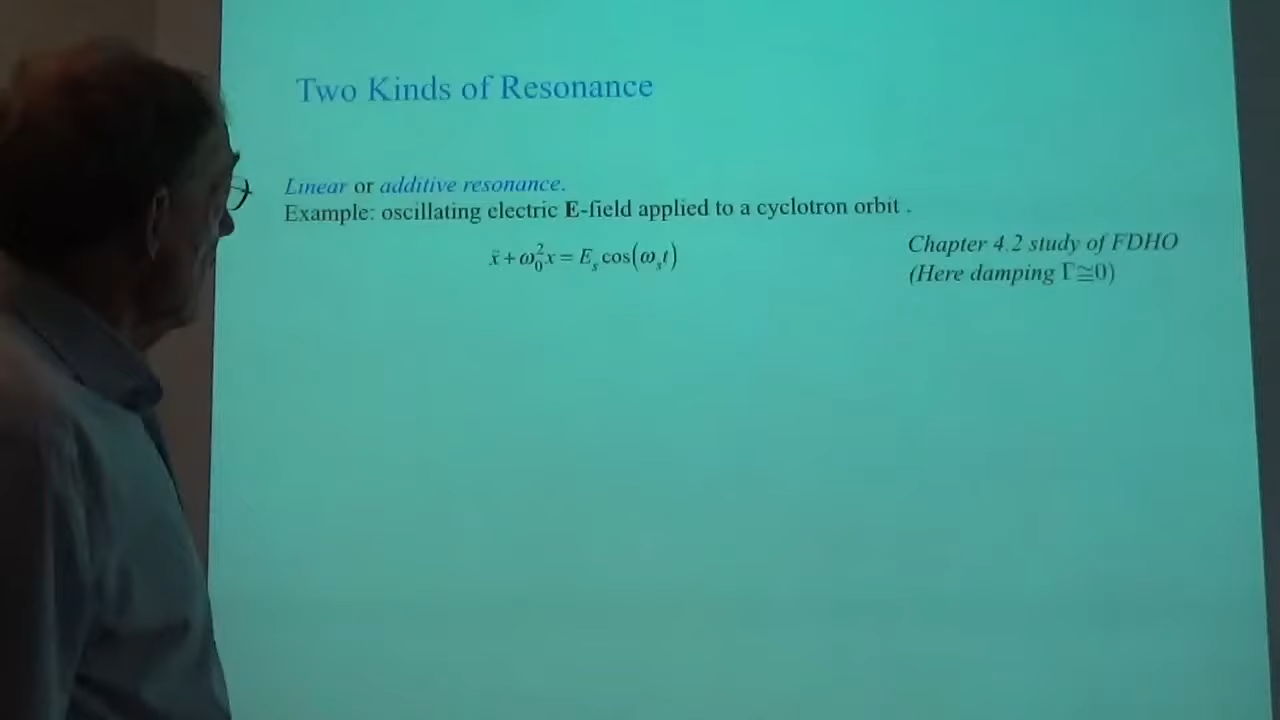 Two Kinds of Resonance
Linear or additive resonance.
Example: oscillating electric E-field applied to a cyclotron orbit .
ẍ + ω₀²x = Eₛ cos(ωₛt)
Chapter 4.2 study of FDHO
(Here damping Γ≅0)